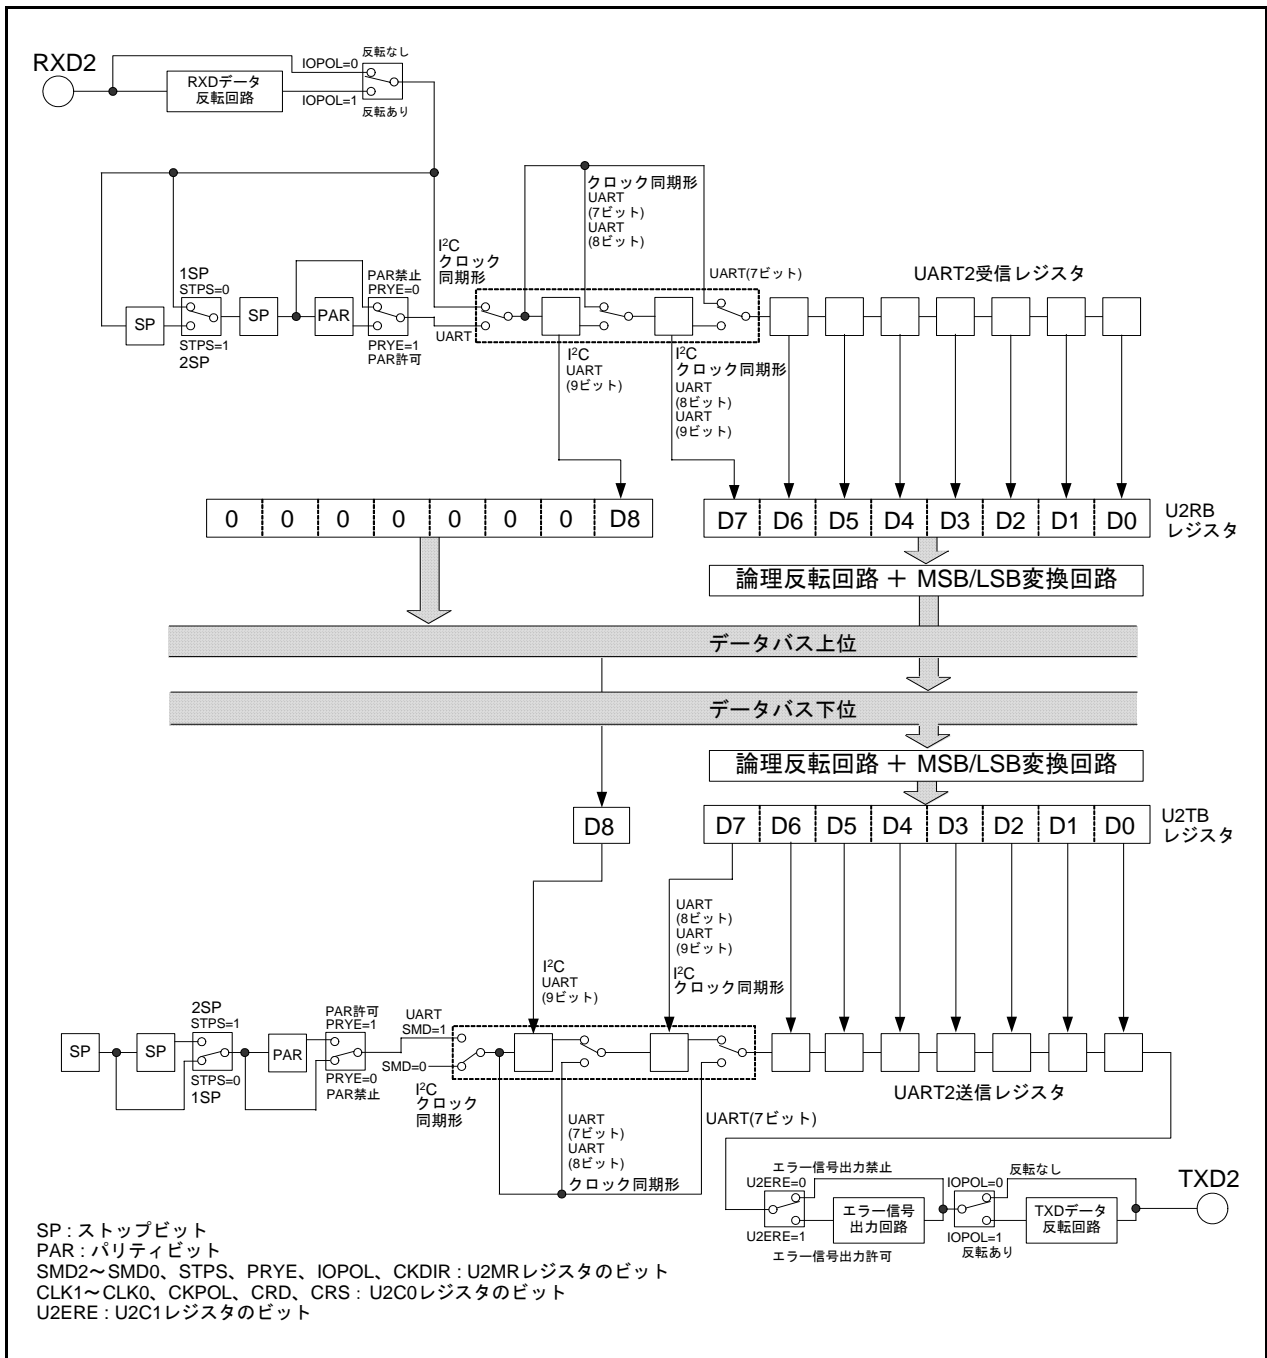 RXD2
RXDデータ
反転回路
IOPOL=0
反転なし
IOPOL=1
反転あり
1SP
STPS=0
SP
STPS=1
2SP
SP
PAR
PAR禁止
PRYE=0
PRYE=1
PAR許可
I²C
クロック
同期形
UART
クロック同期形
UART
(7ビット)
UART
(8ビット)
UART(7ビット)
UART2受信レジスタ
I²C
UART
(9ビット)
I²C
クロック同期形
UART
(8ビット)
UART
(9ビット)
0 0 0 0 0 0 0 D8
D7 D6 D5 D4 D3 D2 D1 D0
U2RB
レジスタ
論理反転回路 + MSB/LSB変換回路
データバス上位
データバス下位
論理反転回路 + MSB/LSB変換回路
D8
D7 D6 D5 D4 D3 D2 D1 D0
U2TB
レジスタ
UART
(8ビット)
UART
(9ビット)
I²C
クロック同期形
I²C
UART
(9ビット)
SP
SP
2SP
STPS=1
STPS=0
1SP
PAR
PAR許可
PRYE=1
PRYE=0
PAR禁止
UART
SMD=1
SMD=0
I²C
クロック
同期形
UART
(7ビット)
UART
(8ビット)
クロック同期形
UART(7ビット)
UART2送信レジスタ
エラー信号出力禁止
U2ERE=0
U2ERE=1
エラー信号出力許可
エラー信号
出力回路
IOPOL=0
反転なし
IOPOL=1
反転あり
TXDデータ
反転回路
TXD2
SP : ストップビット
PAR : パリティビット
SMD2～SMD0、STPS、PRYE、IOPOL、CKDIR : U2MRレジスタのビット
CLK1～CLK0、CKPOL、CRD、CRS : U2C0レジスタのビット
U2ERE : U2C1レジスタのビット